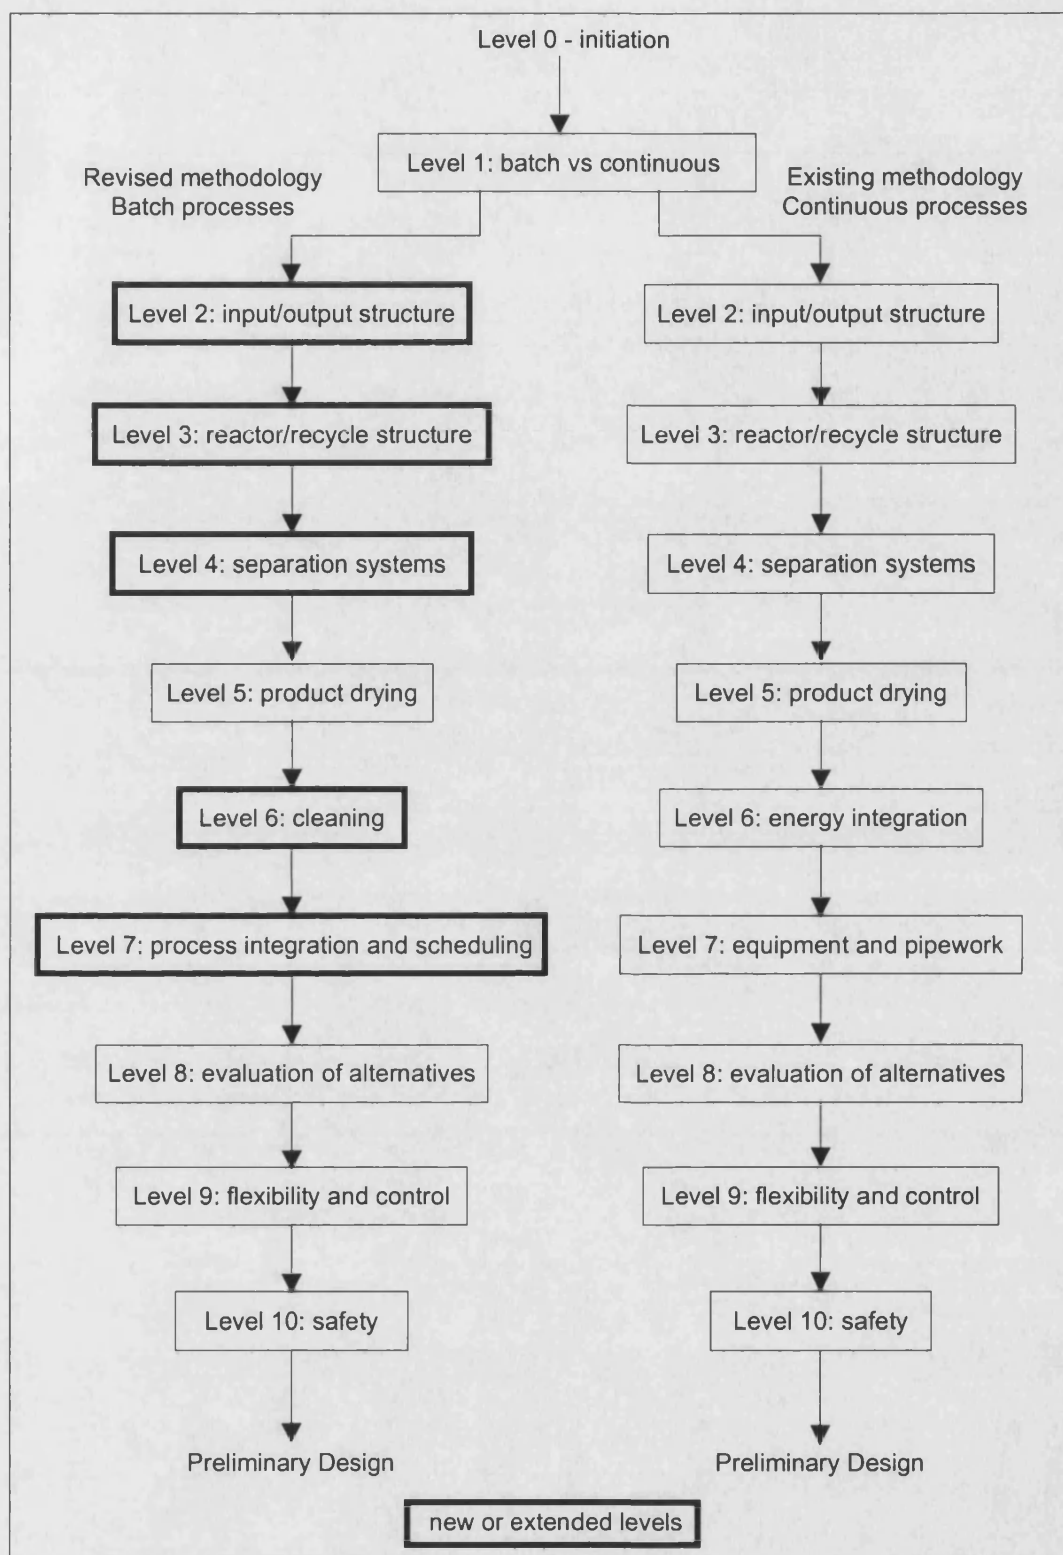 Level 0 - initiation
Level 1: batch vs continuous
Revised methodology
Batch processes
Existing methodology
Continuous processes
Level 2: input/output structure
Level 2: input/output structure
Level 3: reactor/recycle structure
Level 3: reactor/recycle structure
Level 4: separation systems
Level 4: separation systems
Level 5: product drying
Level 5: product drying
Level 6: cleaning
Level 6: energy integration
Level 7: process integration and scheduling
Level 7: equipment and pipework
Level 8: evaluation of alternatives
Level 8: evaluation of alternatives
Level 9: flexibility and control
Level 9: flexibility and control
Level 10: safety
Level 10: safety
Preliminary Design
Preliminary Design
new or extended levels